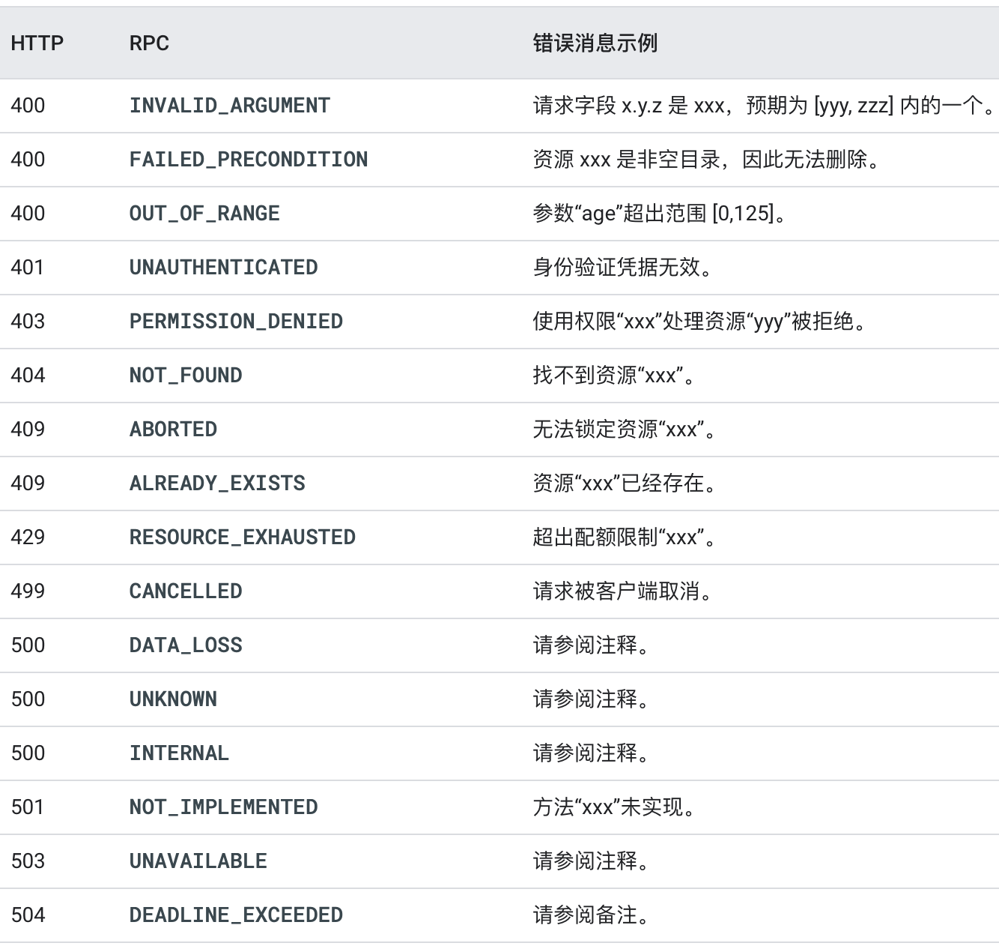 HTTP RPC 错误消息示例
400 INVALID_ARGUMENT 请求字段 x.y.z 是 xxx，预期为 [yyy, zzz] 内的一个。
400 FAILED_PRECONDITION 资源 xxx 是非空目录，因此无法删除。
400 OUT_OF_RANGE 参数“age”超出范围 [0,125]。
401 UNAUTHENTICATED 身份验证凭据无效。
403 PERMISSION_DENIED 使用权限“xxx”处理资源“yyy”被拒绝。
404 NOT_FOUND 找不到资源“xxx”。
409 ABORTED 无法锁定资源“xxx”。
409 ALREADY_EXISTS 资源“xxx”已经存在。
429 RESOURCE_EXHAUSTED 超出配额限制“xxx”。
499 CANCELLED 请求被客户端取消。
500 DATA_LOSS 请参阅注释。
500 UNKNOWN 请参阅注释。
500 INTERNAL 请参阅注释。
501 NOT_IMPLEMENTED 方法“xxx”未实现。
503 UNAVAILABLE 请参阅注释。
504 DEADLINE_EXCEEDED 请参阅备注。